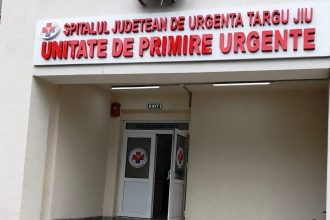 SPITALUL JUDETEAN DE URGENTA TARGU JIU
UNITATE DE PRIMIRE URGENTE
EXIT